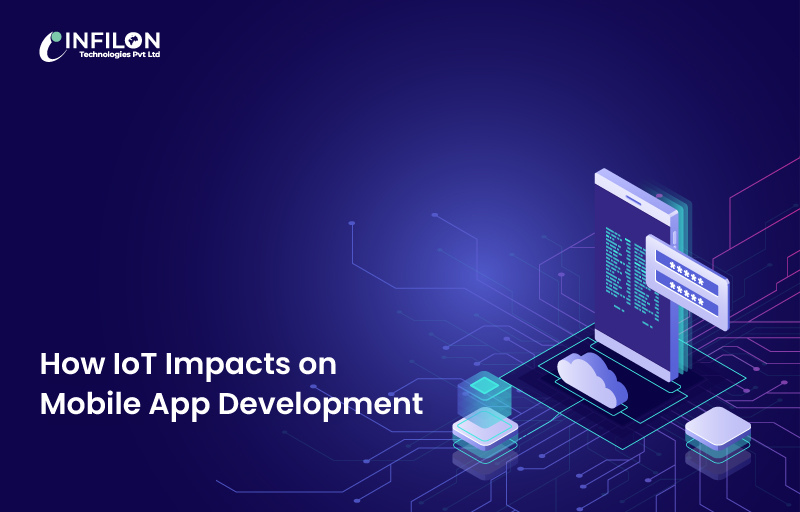 INFILON
Technologies Pvt Ltd
How IoT Impacts on
Mobile App Development
*****
*****